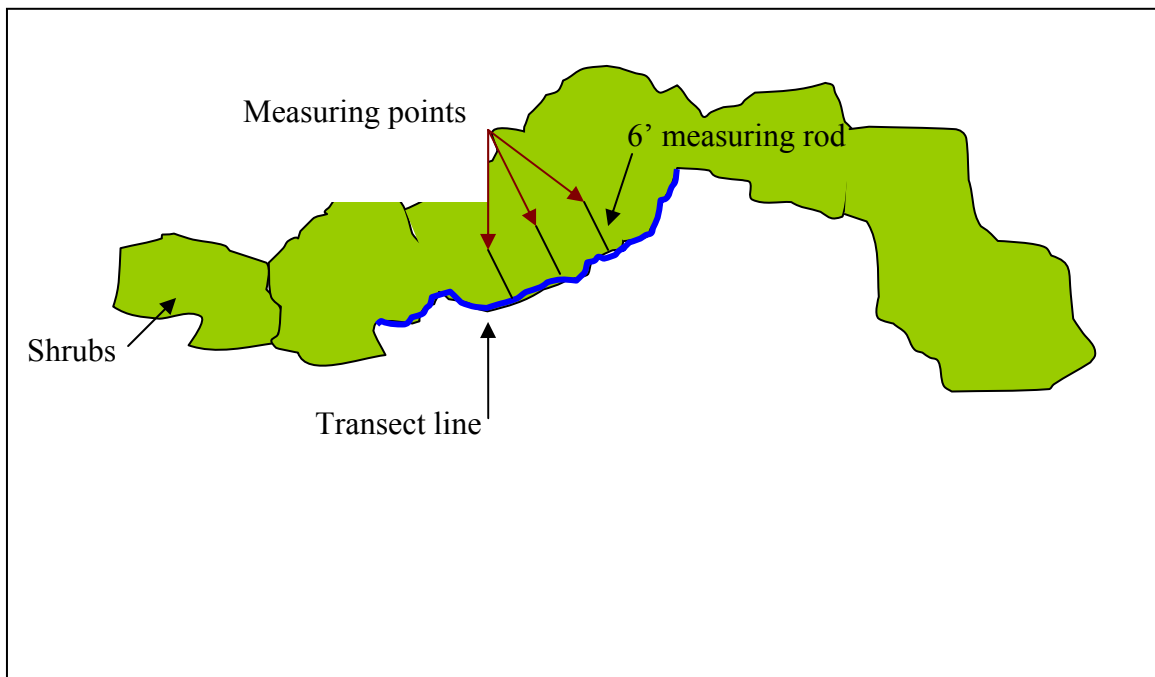 Measuring points
6’ measuring rod
Shrubs
Transect line